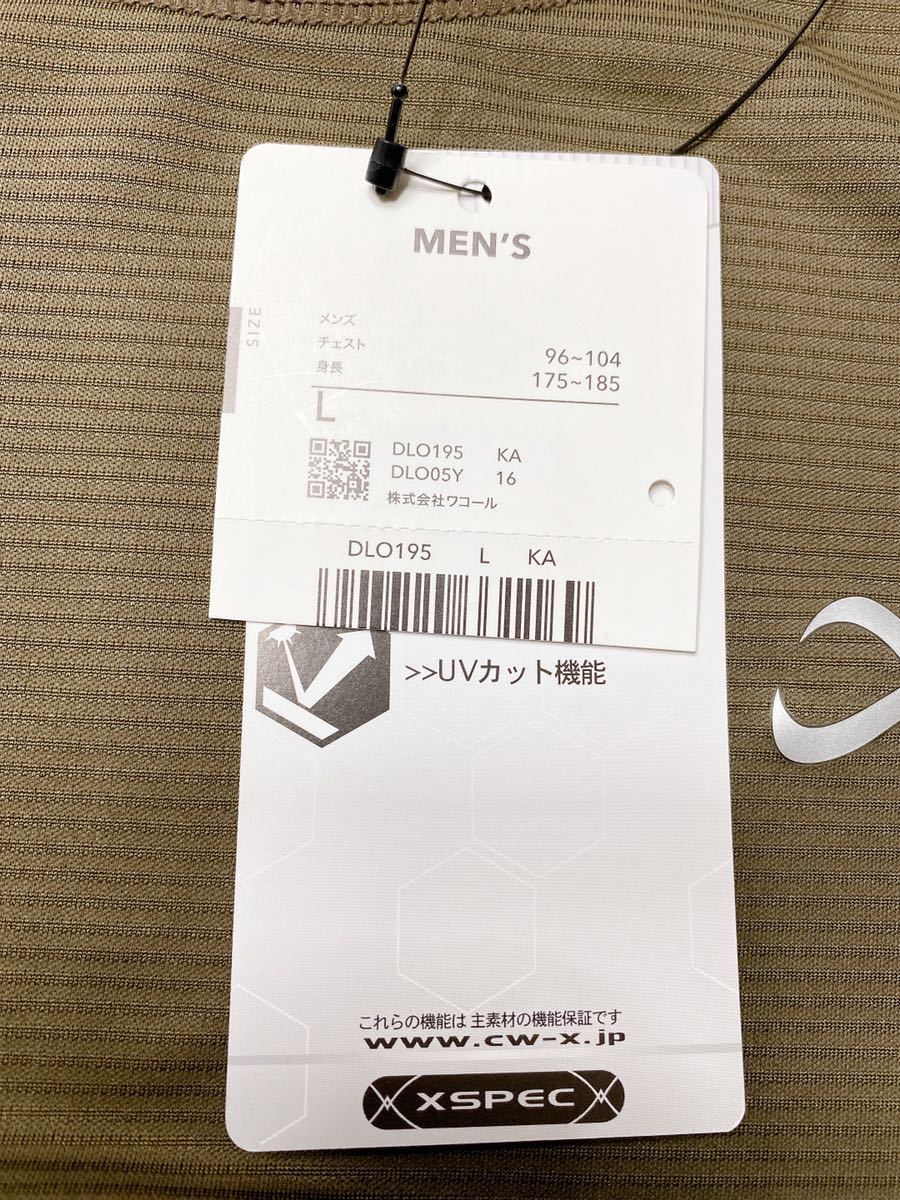 MEN'S
SIZE
メンズ
チェスト 96~104
身長 175~185
L
DLO195 KA
DLO05Y 16
株式会社ワコール
DLO195 L KA
>>UVカット機能
これらの機能は 主素材の機能保証です
www.cw-x.jp
XSPEC